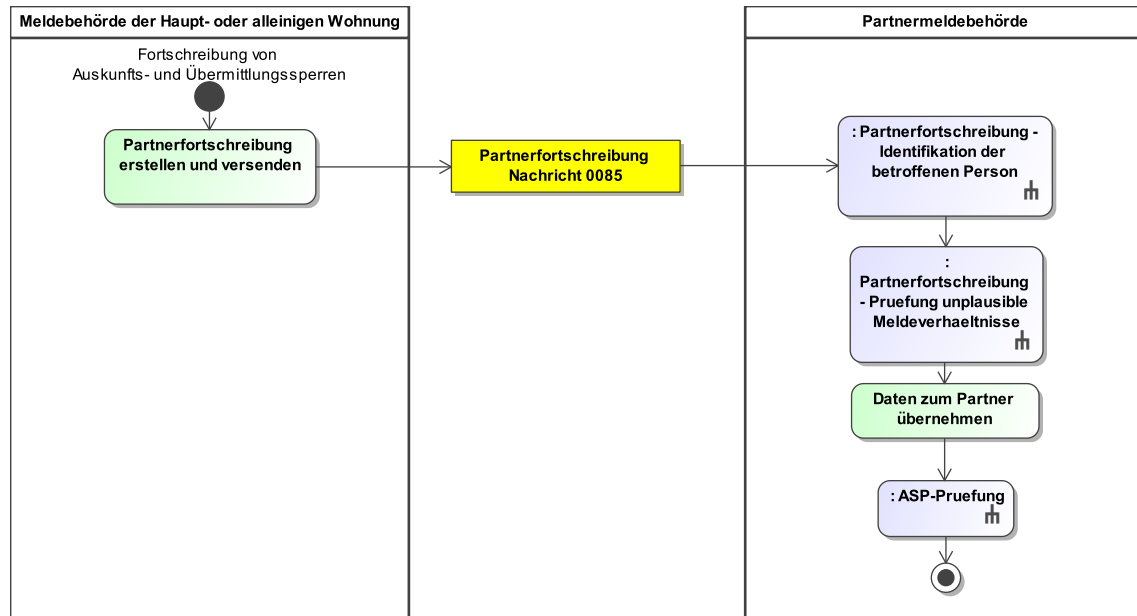 Meldebehörde der Haupt- oder alleinigen Wohnung
Fortschreibung von
Auskunfts- und Übermittlungssperren
Partnerfortschreibung
erstellen und versenden
Partnerfortschreibung
Nachricht 0085
Partnermeldebehörde
: Partnerfortschreibung -
Identifikation der
betroffenen Person
:
Partnerfortschreibung
- Pruefung unplausible
Meldeverhaeltnisse
Daten zum Partner
übernehmen
: ASP-Pruefung